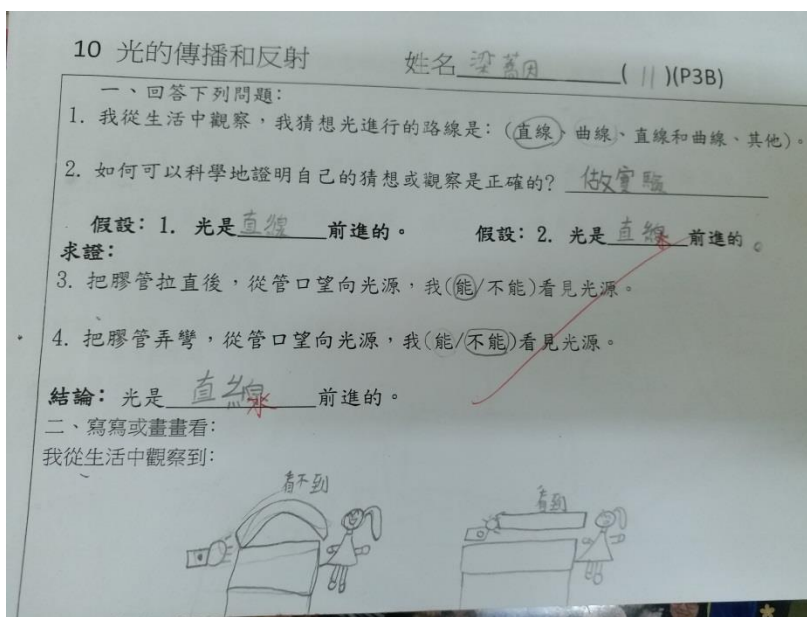 10 光的傳播和反射 姓名梁蕎因( 11 )(P3B)
一、回答下列問題:
1. 我從生活中觀察，我猜想光進行的路線是:（直線、曲線、直線和曲線、其他）。
2. 如何可以科學地證明自己的猜想或觀察是正確的? 做實驗
假設: 1. 光是直線前進的。 假設: 2. 光是直線前進的。
求證:
3. 把膠管拉直後，從管口望向光源，我(能/不能)看見光源。
4. 把膠管弄彎，從管口望向光源，我(能/不能)看見光源。
結論: 光是直線前進的。
二、寫寫或畫畫看:
我從生活中觀察到:
看不到 看到